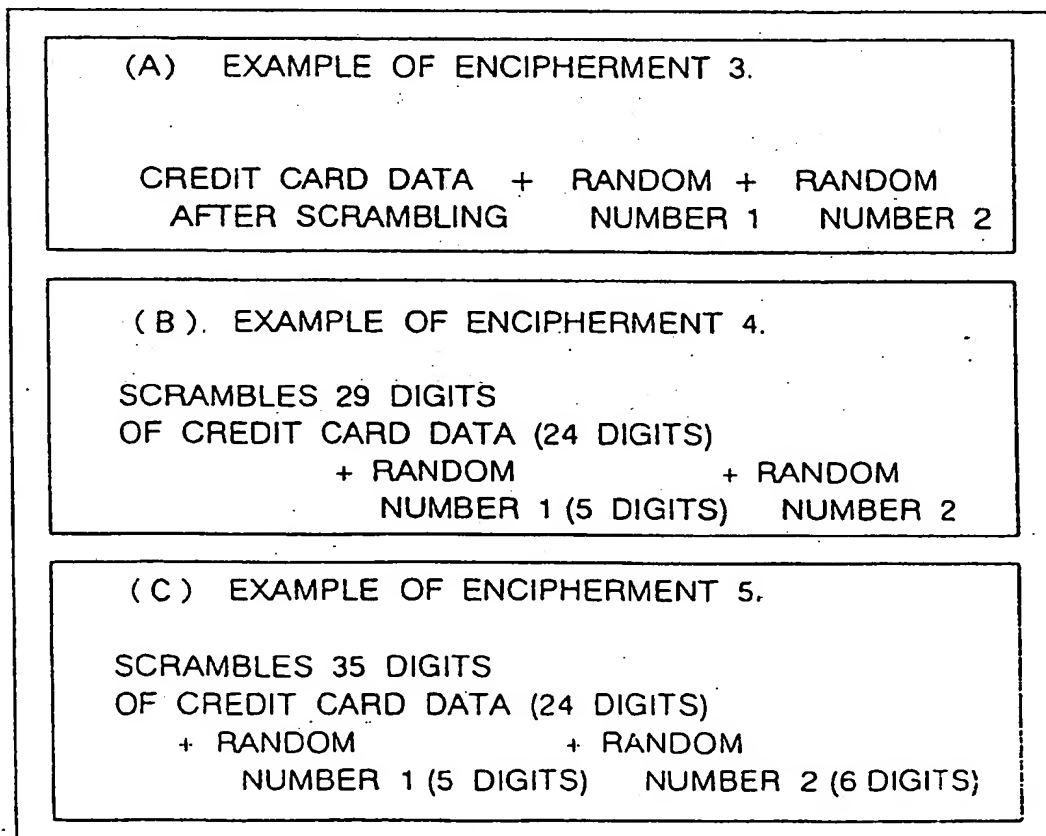 (A) EXAMPLE OF ENCIPHERMENT 3.
CREDIT CARD DATA + RANDOM + RANDOM
AFTER SCRAMBLING NUMBER 1 NUMBER 2
(B). EXAMPLE OF ENCIPHERMENT 4.
SCRAMBLES 29 DIGITS
OF CREDIT CARD DATA (24 DIGITS)
+ RANDOM + RANDOM
NUMBER 1 (5 DIGITS) NUMBER 2
(C) EXAMPLE OF ENCIPHERMENT 5.
SCRAMBLES 35 DIGITS
OF CREDIT CARD DATA (24 DIGITS)
+ RANDOM + RANDOM
NUMBER 1 (5 DIGITS) NUMBER 2 (6 DIGITS)